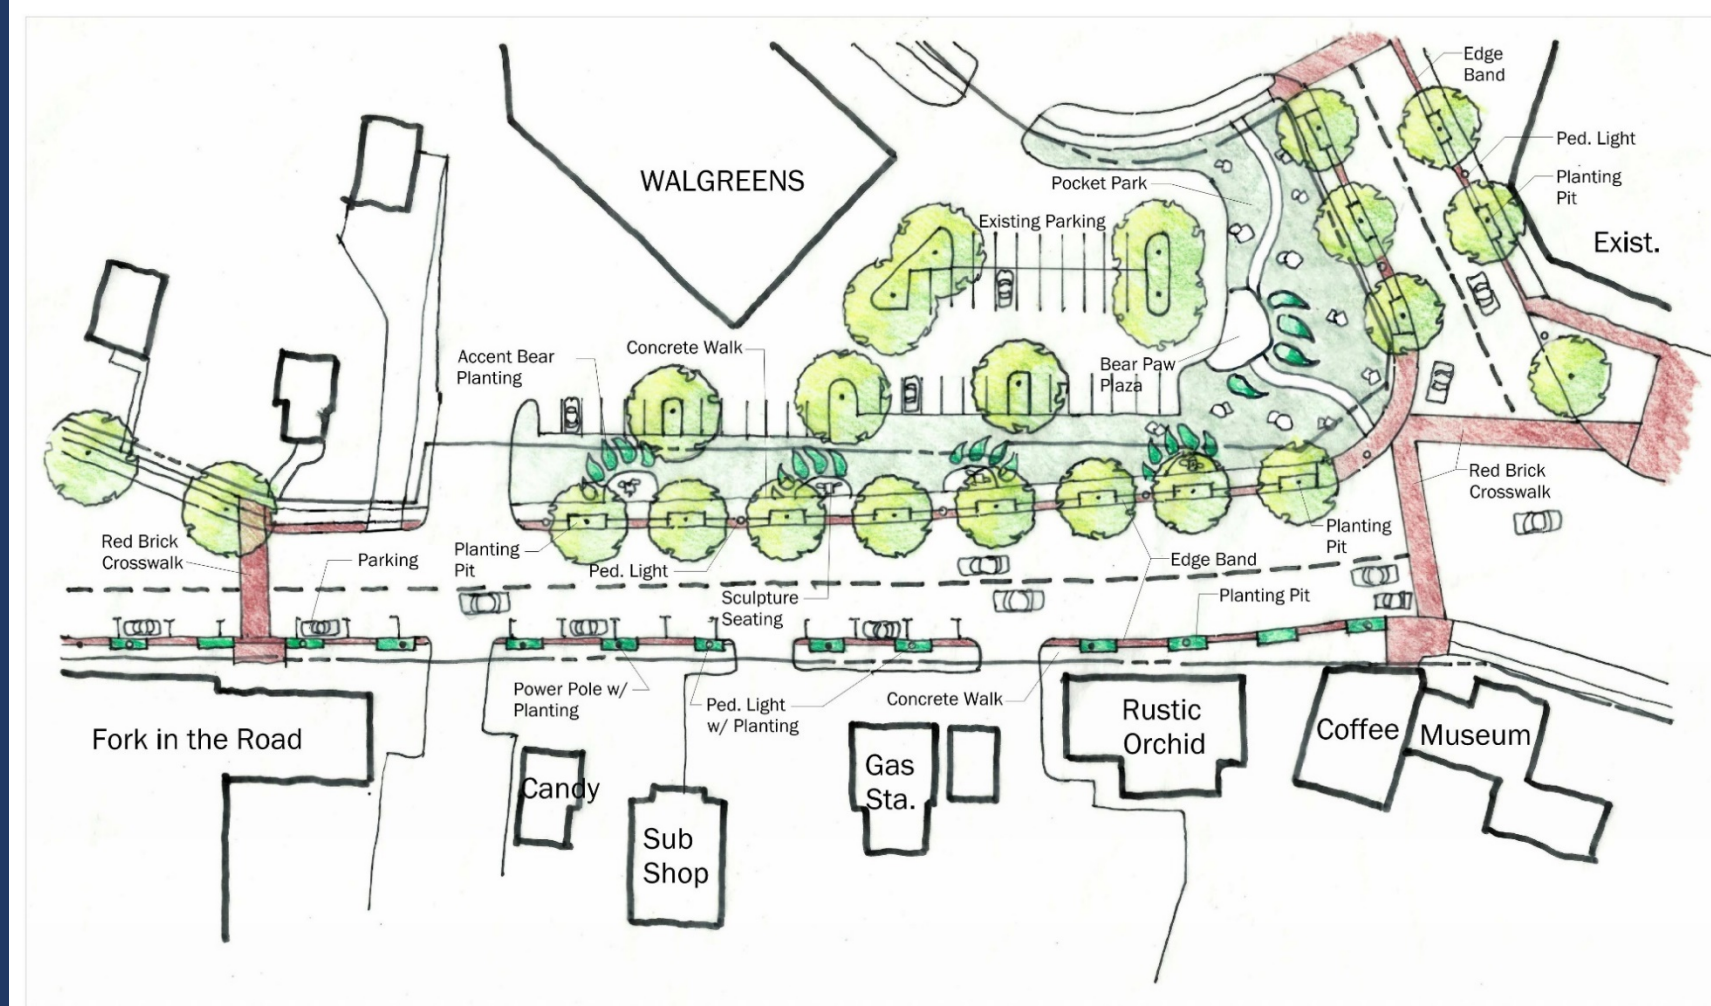 Edge
Band
Ped. Light
Planting
Pit
WALGREENS
Pocket Park
Existing Parking
Exist.
Concrete Walk
Accent Bear
Planting
Bear Paw
Plaza
Red Brick
Crosswalk
Planting
Pit
Red Brick
Crosswalk
Parking
Planting
Pit
Ped. Light
Edge Band
Sculpture
Seating
Planting Pit
Power Pole w/
Planting
Ped. Light
w/ Planting
Concrete Walk
Fork in the Road
Rustic
Orchid
Coffee
Museum
Candy
Gas
Sta.
Sub
Shop